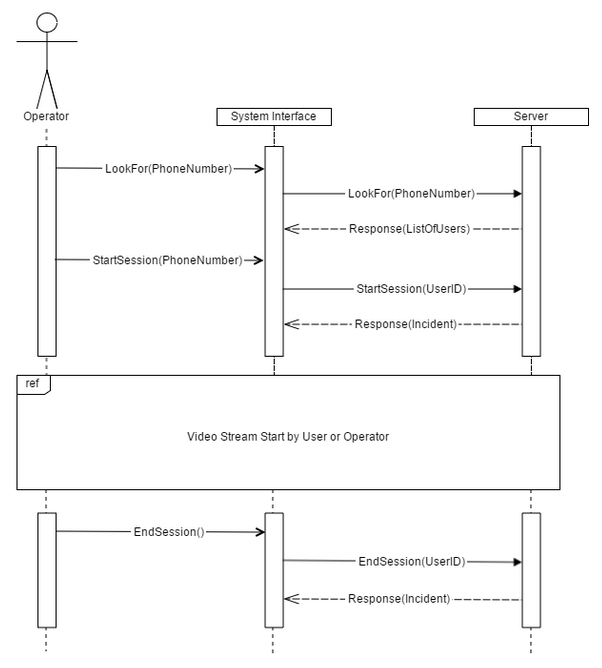 Operator
System Interface
Server
LookFor(PhoneNumber)
LookFor(PhoneNumber)
Response(ListOfUsers)
StartSession(PhoneNumber)
StartSession(UserID)
Response(Incident)
ref
Video Stream Start by User or Operator
EndSession()
EndSession(UserID)
Response(Incident)